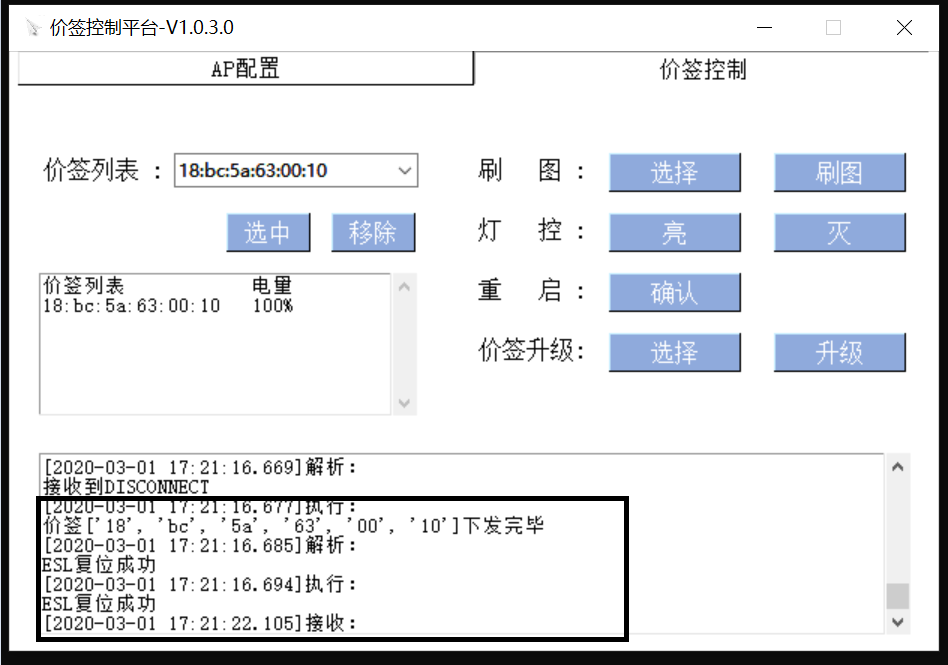 价签控制平台-V1.0.3.0
AP配置
价签控制
价签列表 : 18:bc:5a:63:00:10
选中 移除
价签列表 电量
18:bc:5a:63:00:10 100%
刷 图 : 选择 刷图
灯 控 : 亮 灭
重 启 : 确认
价签升级: 选择 升级
[2020-03-01 17:21:16.669]解析:
接收到DISCONNECT
[2020-03-01 17:21:16.677]执行:
价签['18', 'bc', '5a', '63', '00', '10']下发完毕
[2020-03-01 17:21:16.685]解析:
ESL复位成功
[2020-03-01 17:21:16.694]执行:
ESL复位成功
[2020-03-01 17:21:22.105]接收: